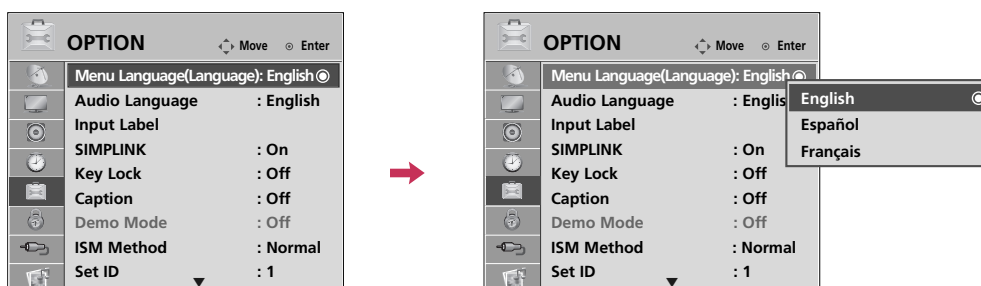 OPTION Move Enter
Menu Language(Language): English
Audio Language : English
Input Label
SIMPLINK : On
Key Lock : Off
Caption : Off
Demo Mode : Off
ISM Method : Normal
Set ID : 1
OPTION Move Enter
Menu Language(Language): English
Audio Language : Englis
Input Label
SIMPLINK : On
Key Lock : Off
Caption : Off
Demo Mode : Off
ISM Method : Normal
Set ID : 1
English
Español
Français